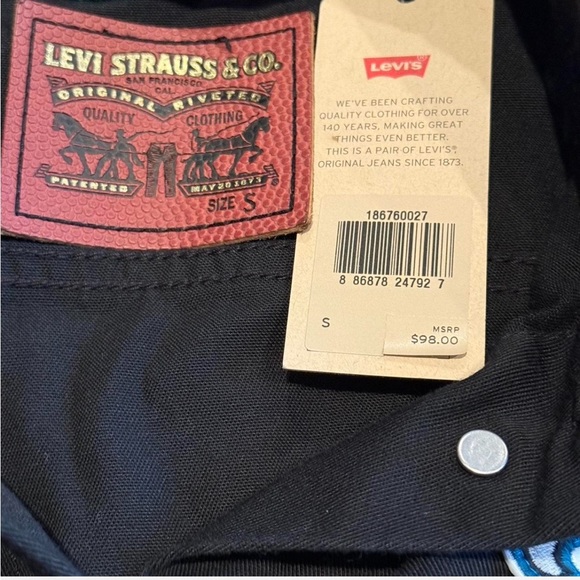 LEVI STRAUSS & CO.
SAN FRANCISCO,
CAL.
ORIGINAL RIVETED
QUALITY CLOTHING
PATENTED MAY 20 1873
SIZE S
LEVI'S
WE'VE BEEN CRAFTING
QUALITY CLOTHING FOR OVER
140 YEARS, MAKING GREAT
THINGS EVEN BETTER.
THIS IS A PAIR OF LEVI'S®
ORIGINAL JEANS SINCE 1873.
186760027
8 86878 24792 7
S
MSRP
$98.00